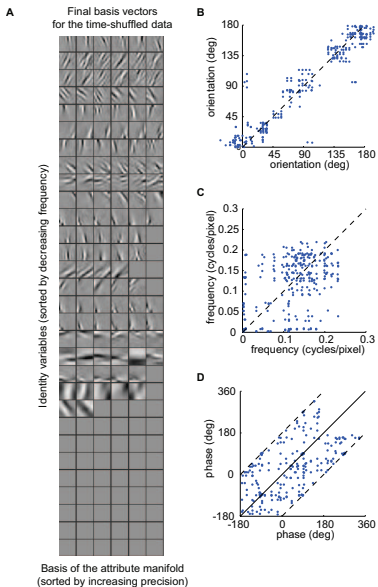 A
Final basis vectors
for the time-shuffled data
Identity variables (sorted by decreasing frequency)
Basis of the attribute manifold
(sorted by increasing precision)
B
180
135
90
45
0
orientation (deg)
0 45 90 135 180
orientation (deg)
C
0.3
0.25
0.2
0.15
0.1
0.05
0
frequency (cycles/pixel)
0 0.1 0.2 0.3
frequency (cycles/pixel)
D
360
180
0
-180
phase (deg)
-180 0 180 360
phase (deg)